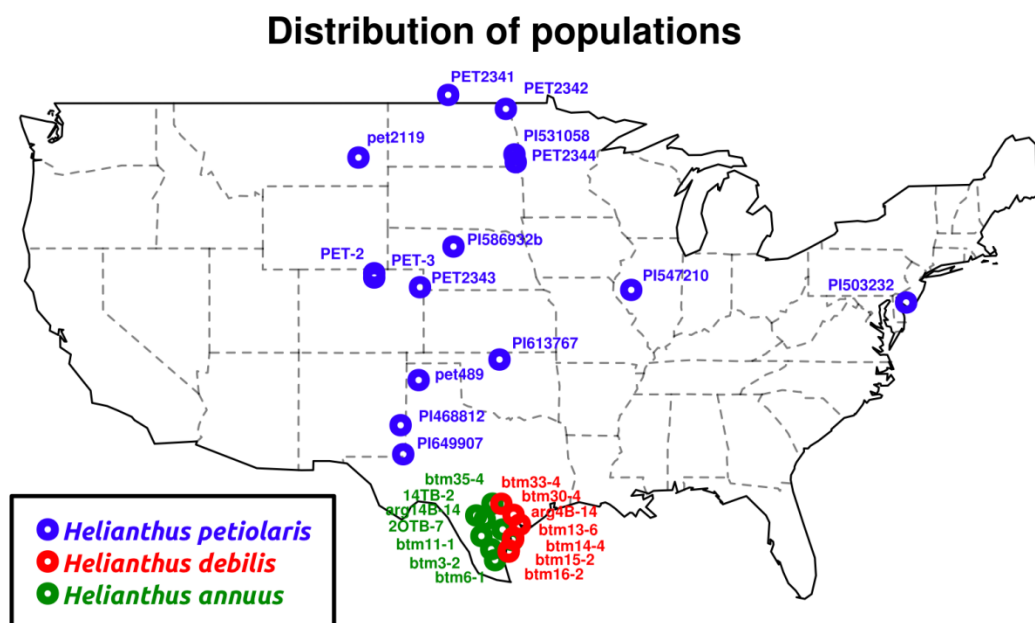 Distribution of populations
PET2341
PET2342
pet2119
PI531058
PET2344
PI586932b
PET-2
PET-3
PET2343
PI547210
PI503232
PI613767
pet489
PI468812
PI649907
btm35-4
btm33-4
14TB-2
btm30-4
arg14B-14
arg4B-14
2OTB-7
btm13-6
btm11-1
btm14-4
btm3-2
btm15-2
btm6-1
btm16-2
Helianthus petiolaris
Helianthus debilis
Helianthus annuus